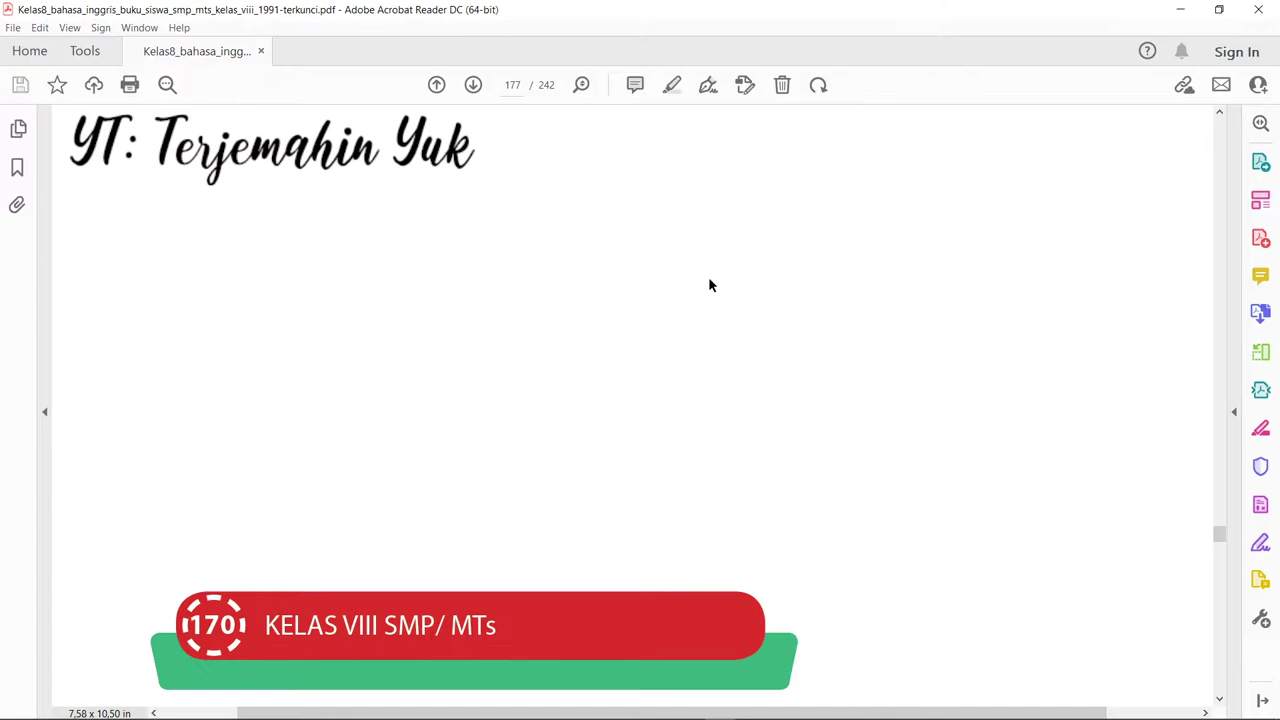 Kelas8_bahasa_inggris_buku_siswa_smp_mts_kelas_viii_1991-terkunci.pdf - Adobe Acrobat Reader DC (64-bit)
File Edit View Sign Window Help
Home Tools Kelas8_bahasa_ingg... ×
Sign In
177 / 242
YT: Terjemahin Yuk
170 KELAS VIII SMP/ MTs
7,58 x 10,50 in